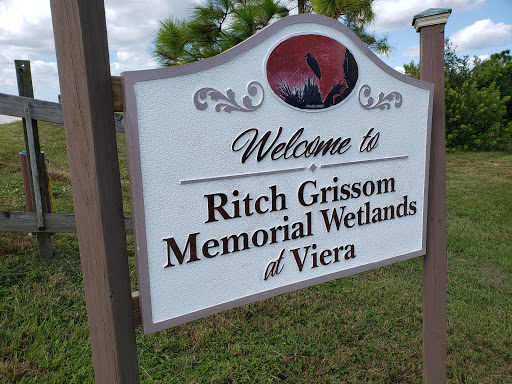 Welcome to
Ritch Grissom
Memorial Wetlands
at Viera